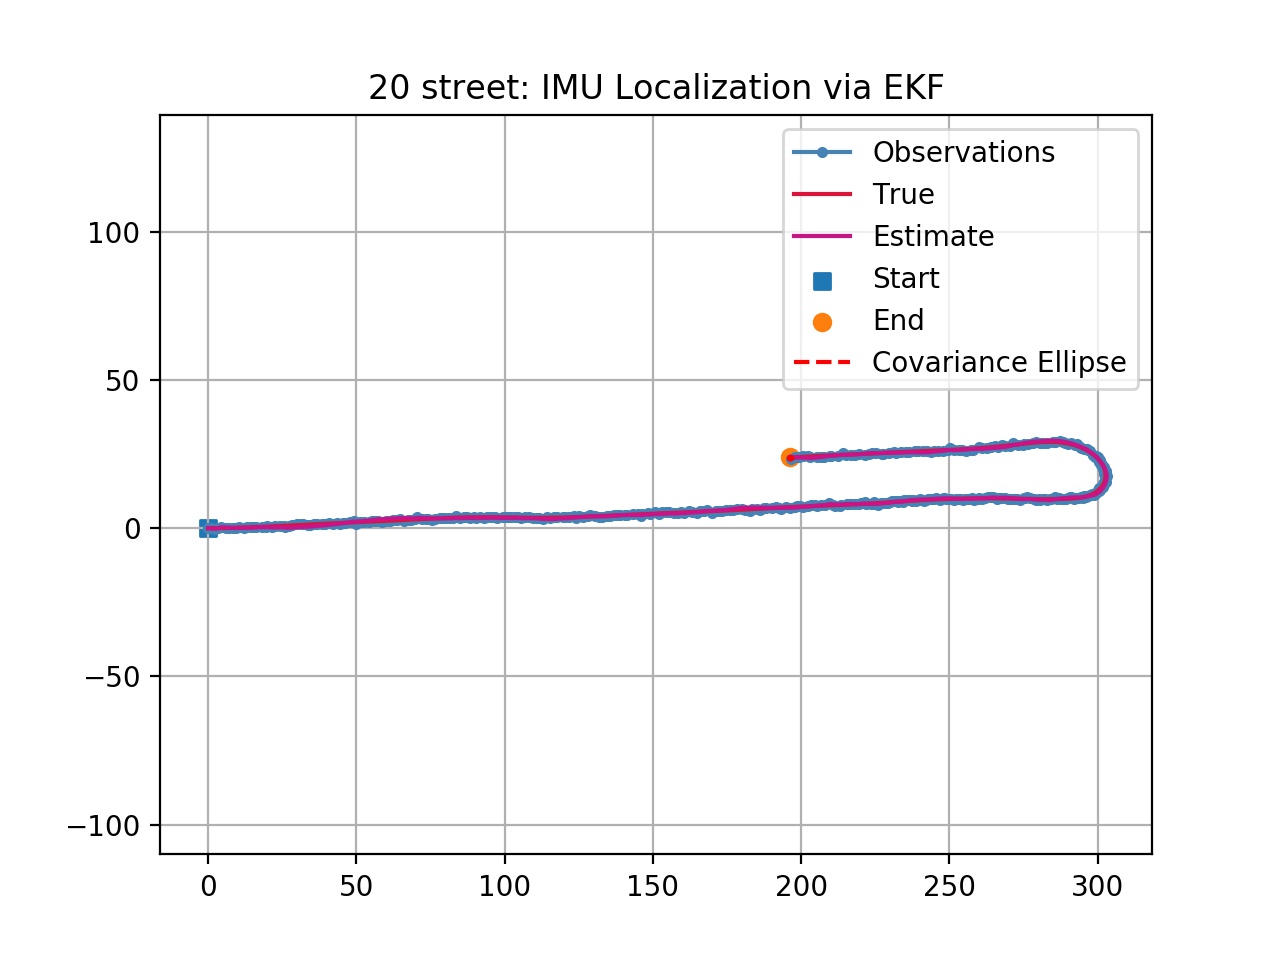 20 street: IMU Localization via EKF
Observations
True
Estimate
Start
End
Covariance Ellipse
100
50
0
−50
−100
0 50 100 150 200 250 300